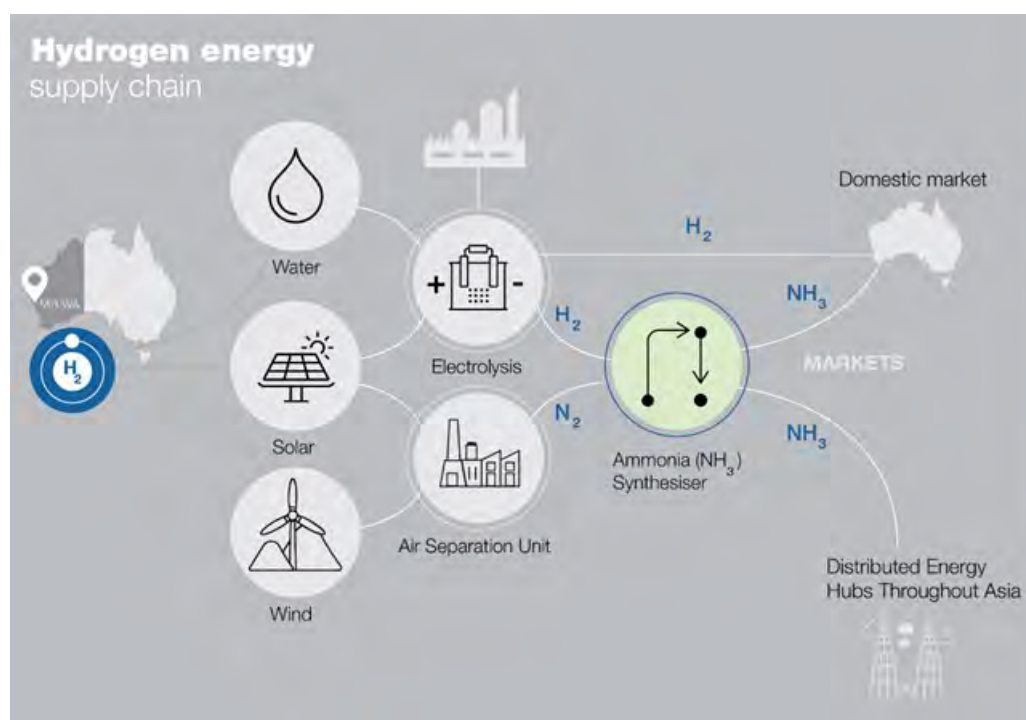 Hydrogen energy
supply chain
Water
Solar
Wind
H2
+
-
Electrolysis
Air Separation Unit
H2
N2
H2
Ammonia (NH3)
Synthesiser
NH3
NH3
Domestic market
MARKETS
Distributed Energy
Hubs Throughout Asia